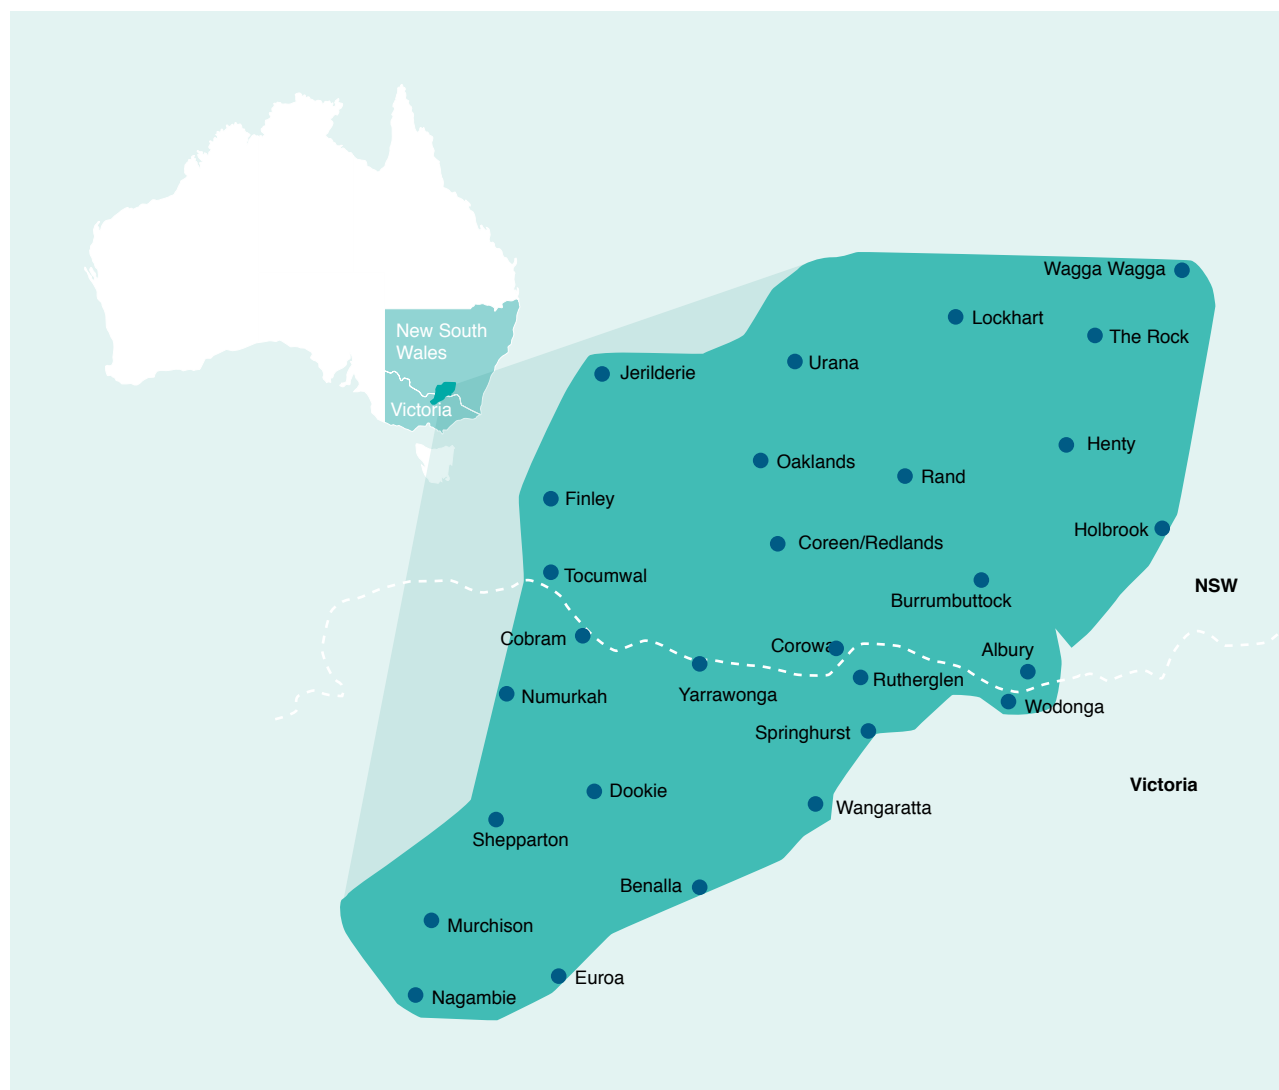 New South
Wales
Victoria
Wagga Wagga
Lockhart
The Rock
Urana
Jerilderie
Henty
Oaklands
Rand
Finley
Holbrook
Coreen/Redlands
Tocumwal
NSW
Burrumbuttock
Cobram
Corowa
Albury
Rutherglen
Yarrawonga
Numurkah
Wodonga
Springhurst
Victoria
Dookie
Wangaratta
Shepparton
Benalla
Murchison
Euroa
Nagambie